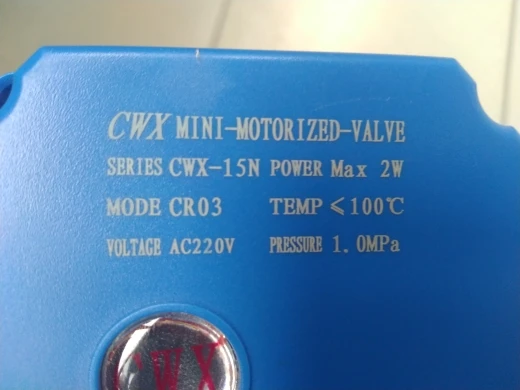 CWX MINI-MOTORIZED-VALVE
SERIES CWX-15N POWER Max 2W
MODE CR03 TEMP ≤100℃
VOLTAGE AC220V PRESSURE 1.0MPa
CWX